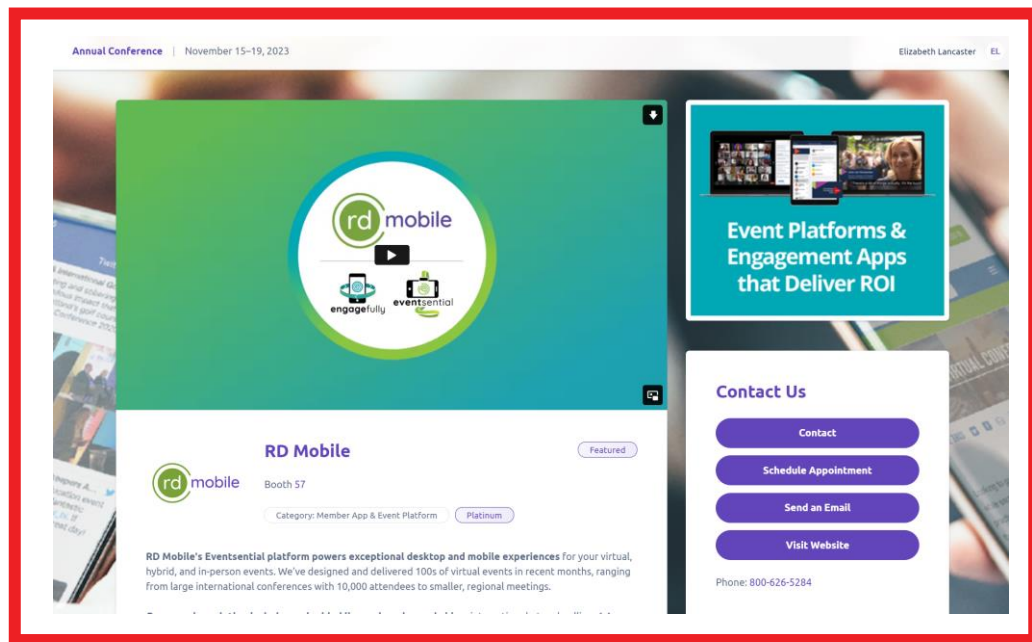 Annual Conference | November 15–19, 2023
Elizabeth Lancaster EL
rd mobile
engagefully
eventsential
Event Platforms &
Engagement Apps
that Deliver ROI
RD Mobile
Featured
rd mobile
Booth 57
Category: Member App & Event Platform
Platinum
RD Mobile's Eventsential platform powers exceptional desktop and mobile experiences for your virtual,
hybrid, and in-person events. We've designed and delivered 100s of virtual events in recent months, ranging
from large international conferences with 10,000 attendees to smaller, regional meetings.
Contact Us
Contact
Schedule Appointment
Send an Email
Visit Website
Phone: 800-626-5284